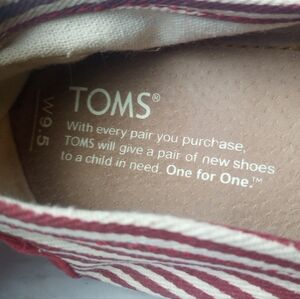 TOMS®
With every pair you purchase,
TOMS will give a pair of new shoes
to a child in need. One for One.™
W9.5